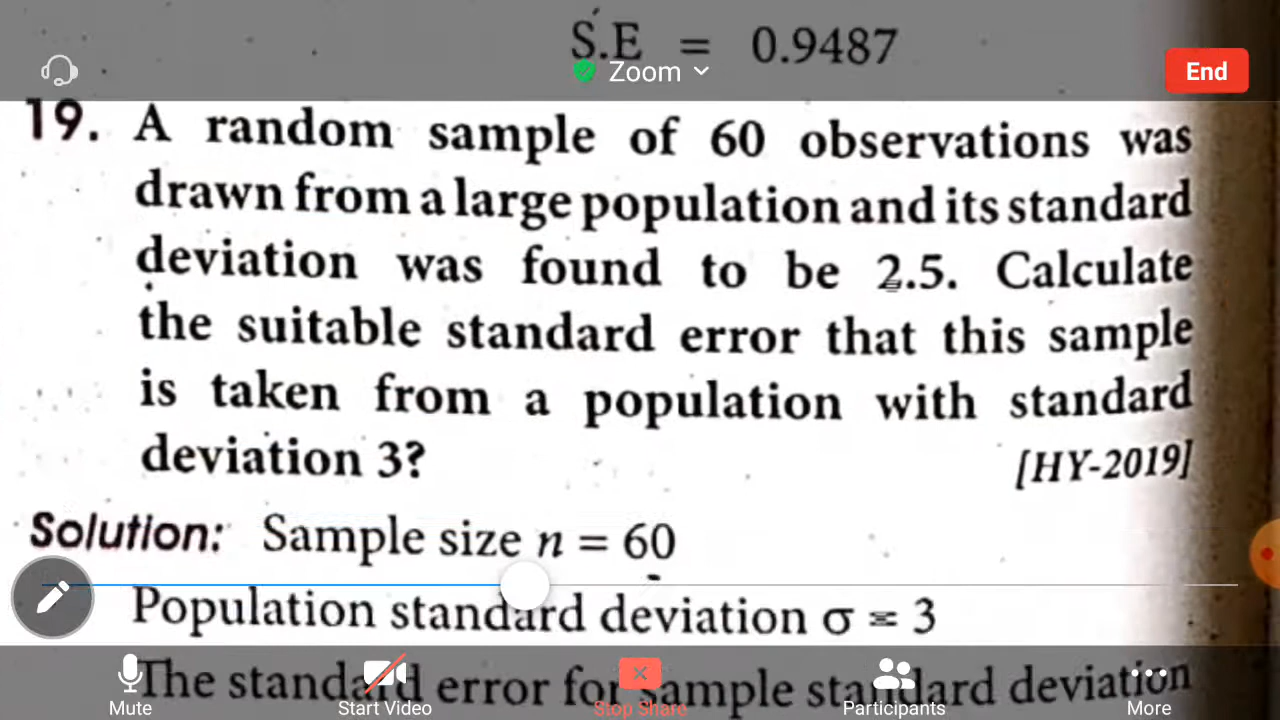 S.E = 0.9487
Zoom
End
19. A random sample of 60 observations was
drawn from a large population and its standard
deviation was found to be 2.5. Calculate
the suitable standard error that this sample
is taken from a population with standard
deviation 3?
[HY-2019]
Solution: Sample size n = 60
Population standard deviation σ = 3
The standard error for sample standard deviation
Mute
Start Video
Stop Share
Participants
More